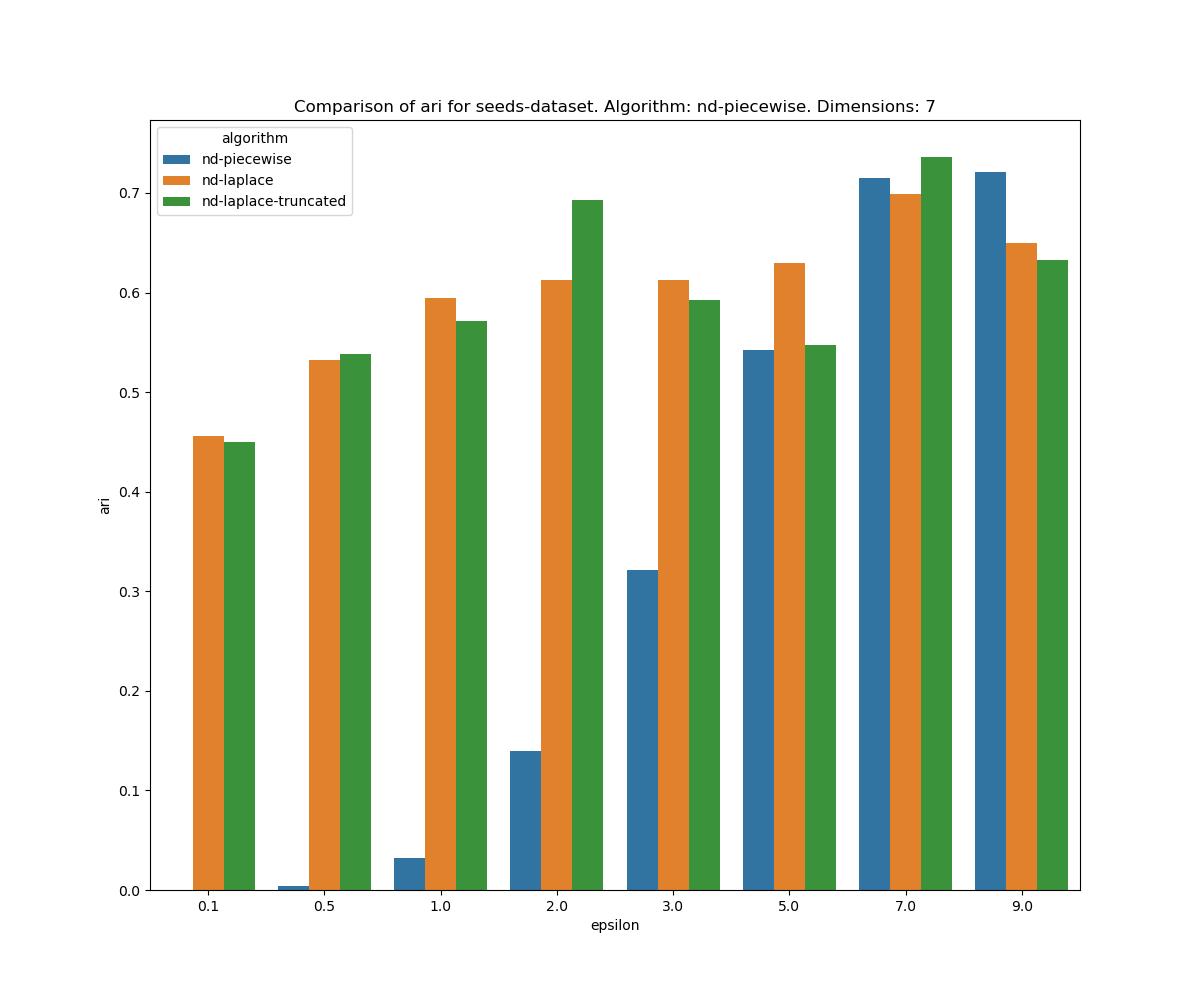 Comparison of ari for seeds-dataset. Algorithm: nd-piecewise. Dimensions: 7
algorithm
nd-piecewise
nd-laplace
nd-laplace-truncated
0.7
0.6
0.5
0.4
0.3
0.2
0.1
0.0
ari
0.1 0.5 1.0 2.0 3.0 5.0 7.0 9.0
epsilon